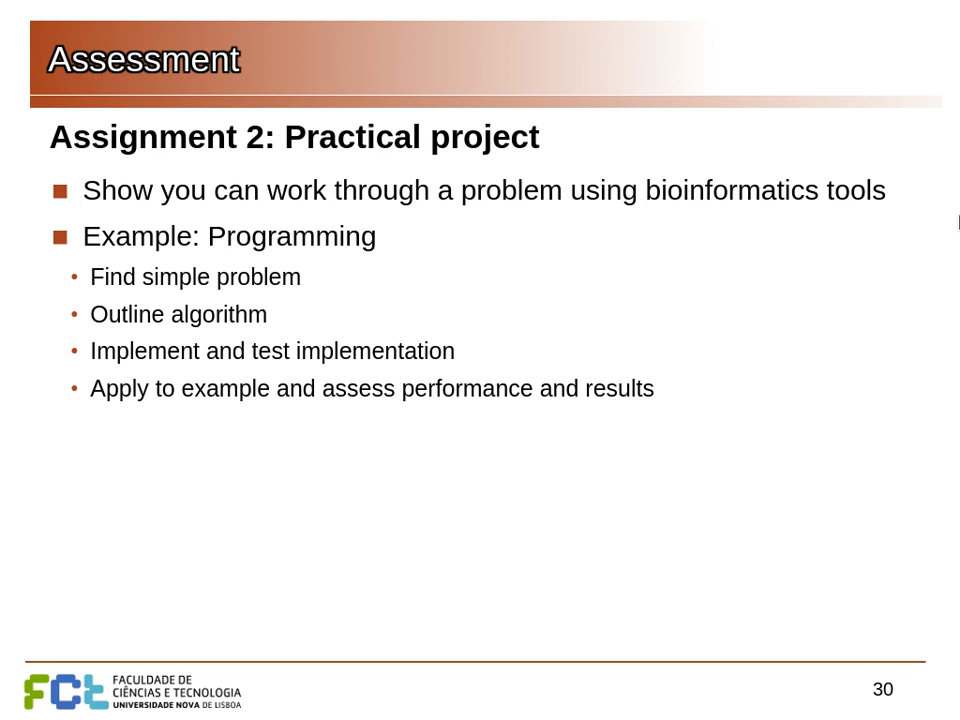 Assessment
Assignment 2: Practical project
Show you can work through a problem using bioinformatics tools
Example: Programming
Find simple problem
Outline algorithm
Implement and test implementation
Apply to example and assess performance and results
FCt
FACULDADE DE
CIÊNCIAS E TECNOLOGIA
UNIVERSIDADE NOVA DE LISBOA
30